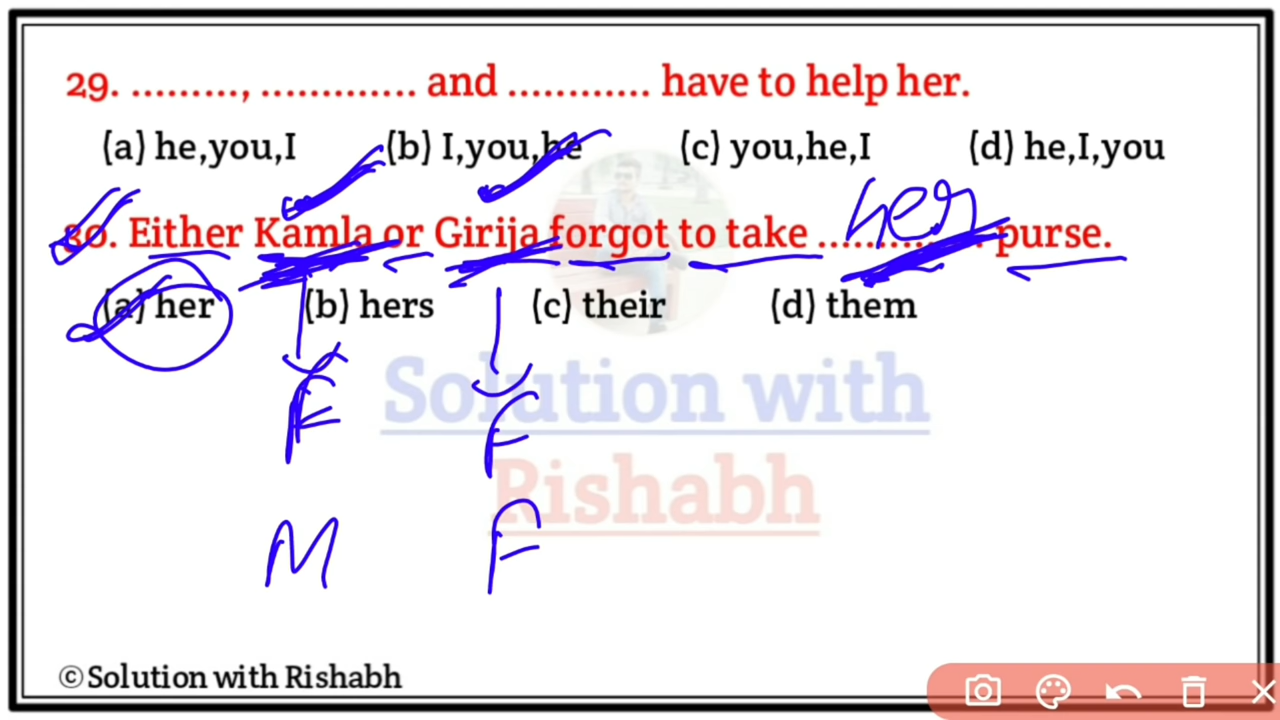 29. ........., ............. and ............ have to help her.
(a) he,you,I (b) I,you,he (c) you,he,I (d) he,I,you
her
30. Either Kamla or Girija forgot to take .............. purse.
(a) her (b) hers (c) their (d) them
F F
Solution with
Rishabh
M F
©Solution with Rishabh